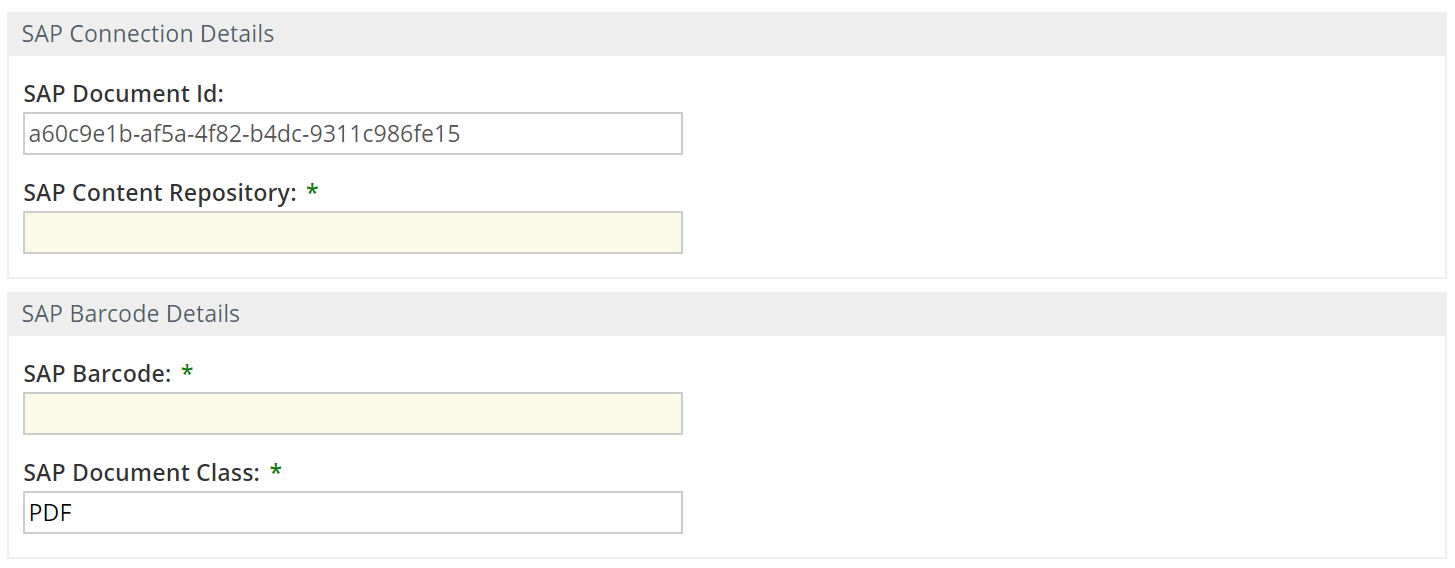 SAP Connection Details
SAP Document Id:
a60c9e1b-af5a-4f82-b4dc-9311c986fe15
SAP Content Repository: *
SAP Barcode Details
SAP Barcode: *
SAP Document Class: *
PDF